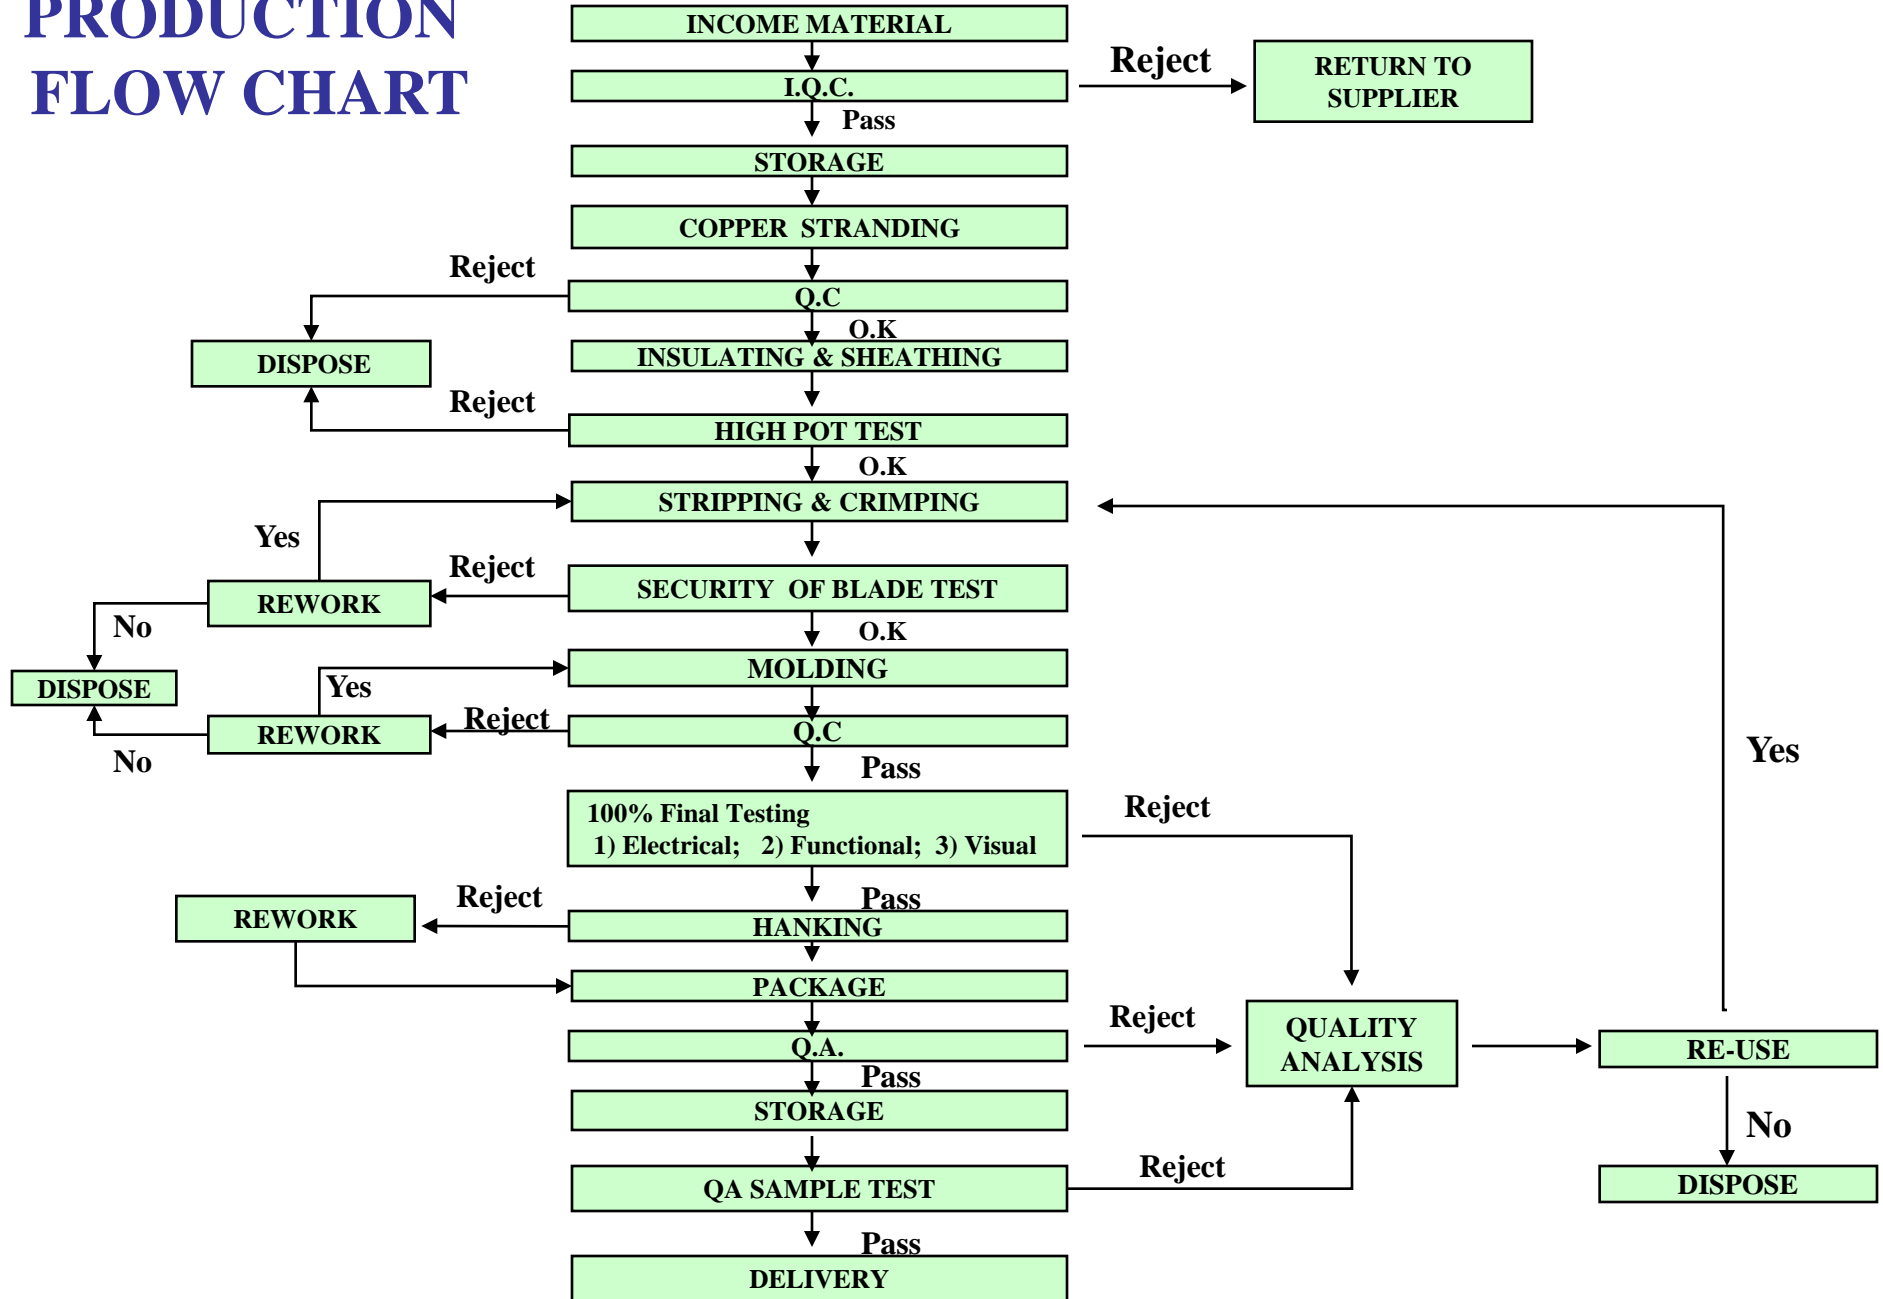 PRODUCTION
FLOW CHART
INCOME MATERIAL
I.Q.C.
Reject
RETURN TO
SUPPLIER
Pass
STORAGE
COPPER STRANDING
Reject
Q.C
O.K
DISPOSE
INSULATING & SHEATHING
Reject
HIGH POT TEST
O.K
STRIPPING & CRIMPING
Yes
Reject
SECURITY OF BLADE TEST
REWORK
No
O.K
MOLDING
DISPOSE
Yes
Reject
Q.C
REWORK
No
Pass
Yes
100% Final Testing
1) Electrical; 2) Functional; 3) Visual
Reject
Pass
Reject
REWORK
HANKING
PACKAGE
Reject
Q.A.
QUALITY
ANALYSIS
RE-USE
Pass
STORAGE
No
Reject
QA SAMPLE TEST
DISPOSE
Pass
DELIVERY